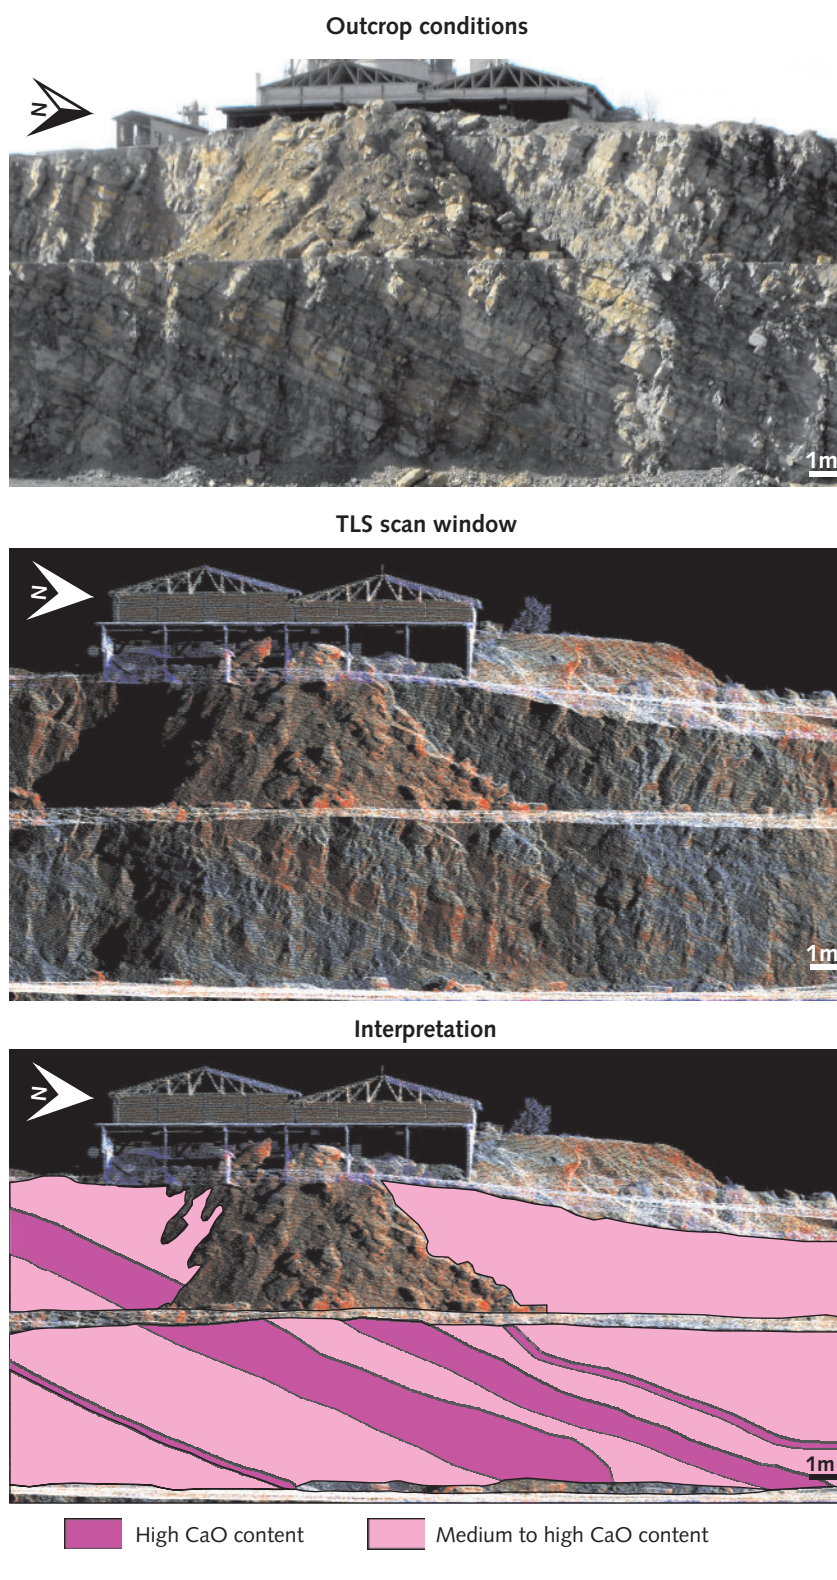 Outcrop conditions
N
1m
TLS scan window
N
1m
Interpretation
N
1m
High CaO content
Medium to high CaO content